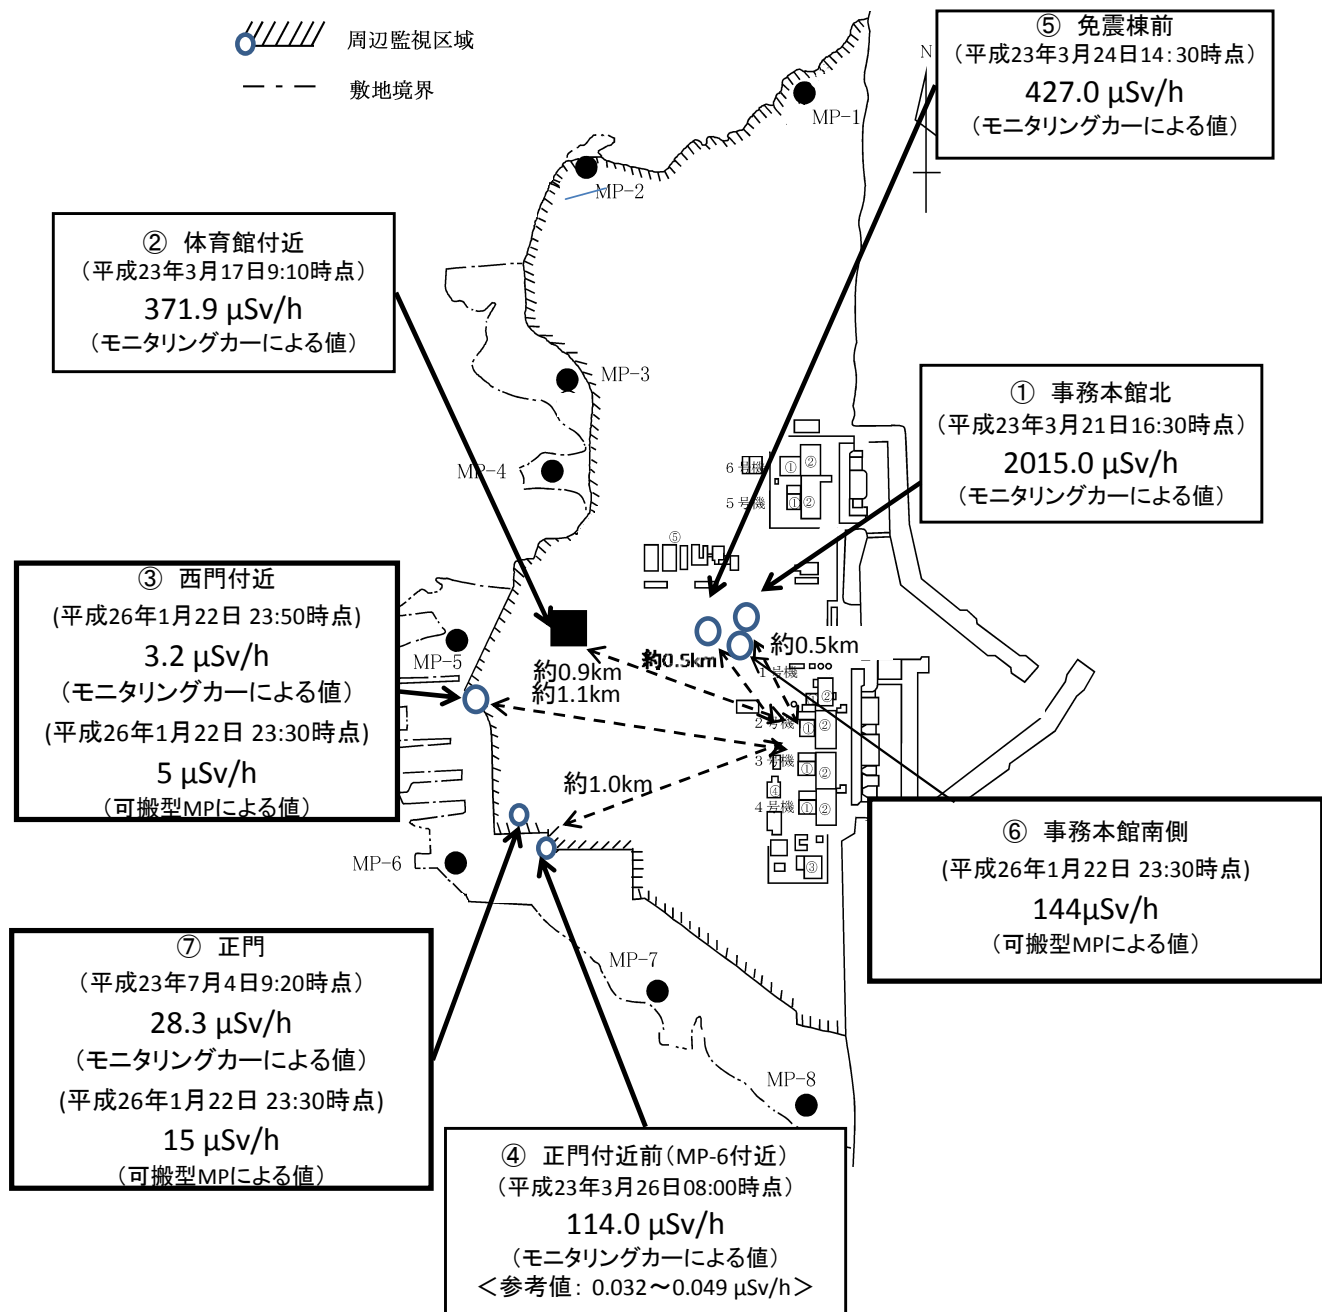 周辺監視区域
敷地境界
⑤ 免震棟前
(平成23年3月24日14:30時点)
427.0 µSv/h
(モニタリングカーによる値)
N
MP-1
MP-2
② 体育館付近
(平成23年3月17日9:10時点)
371.9 µSv/h
(モニタリングカーによる値)
MP-3
① 事務本館北
(平成23年3月21日16:30時点)
2015.0 µSv/h
(モニタリングカーによる値)
MP-4
6号機
① ②
5号機
① ②
⑤
③ 西門付近
(平成26年1月22日 23:50時点)
3.2 µSv/h
(モニタリングカーによる値)
(平成26年1月22日 23:30時点)
5 µSv/h
(可搬型MPによる値)
MP-5
約0.9km
約1.1km
約0.5km
約0.5km
1号機
②
2号機
① ②
3号機
① ②
④
4号機
① ②
③
約1.0km
MP-6
⑥ 事務本館南側
(平成26年1月22日 23:30時点)
144µSv/h
(可搬型MPによる値)
⑦ 正門
(平成23年7月4日9:20時点)
28.3 µSv/h
(モニタリングカーによる値)
(平成26年1月22日 23:30時点)
15 µSv/h
(可搬型MPによる値)
MP-7
MP-8
④ 正門付近前(MP-6付近)
(平成23年3月26日08:00時点)
114.0 µSv/h
(モニタリングカーによる値)
＜参考値: 0.032～0.049 µSv/h＞